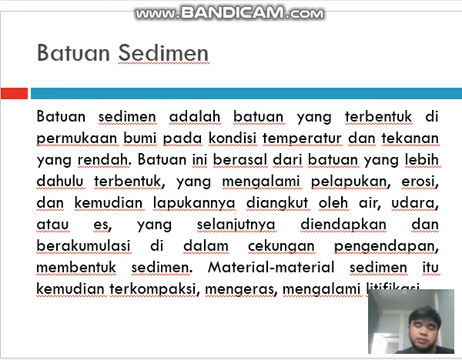 www.BANDICAM.com
Batuan Sedimen
Batuan sedimen adalah batuan yang terbentuk di
permukaan bumi pada kondisi temperatur dan tekanan
yang rendah. Batuan ini berasal dari batuan yang lebih
dahulu terbentuk, yang mengalami pelapukan, erosi,
dan kemudian lapukannya diangkut oleh air, udara,
atau es, yang selanjutnya diendapkan dan
berakumulasi di dalam cekungan pengendapan,
membentuk sedimen. Material-material sedimen itu
kemudian terkompaksi, mengeras, mengalami litifikasi